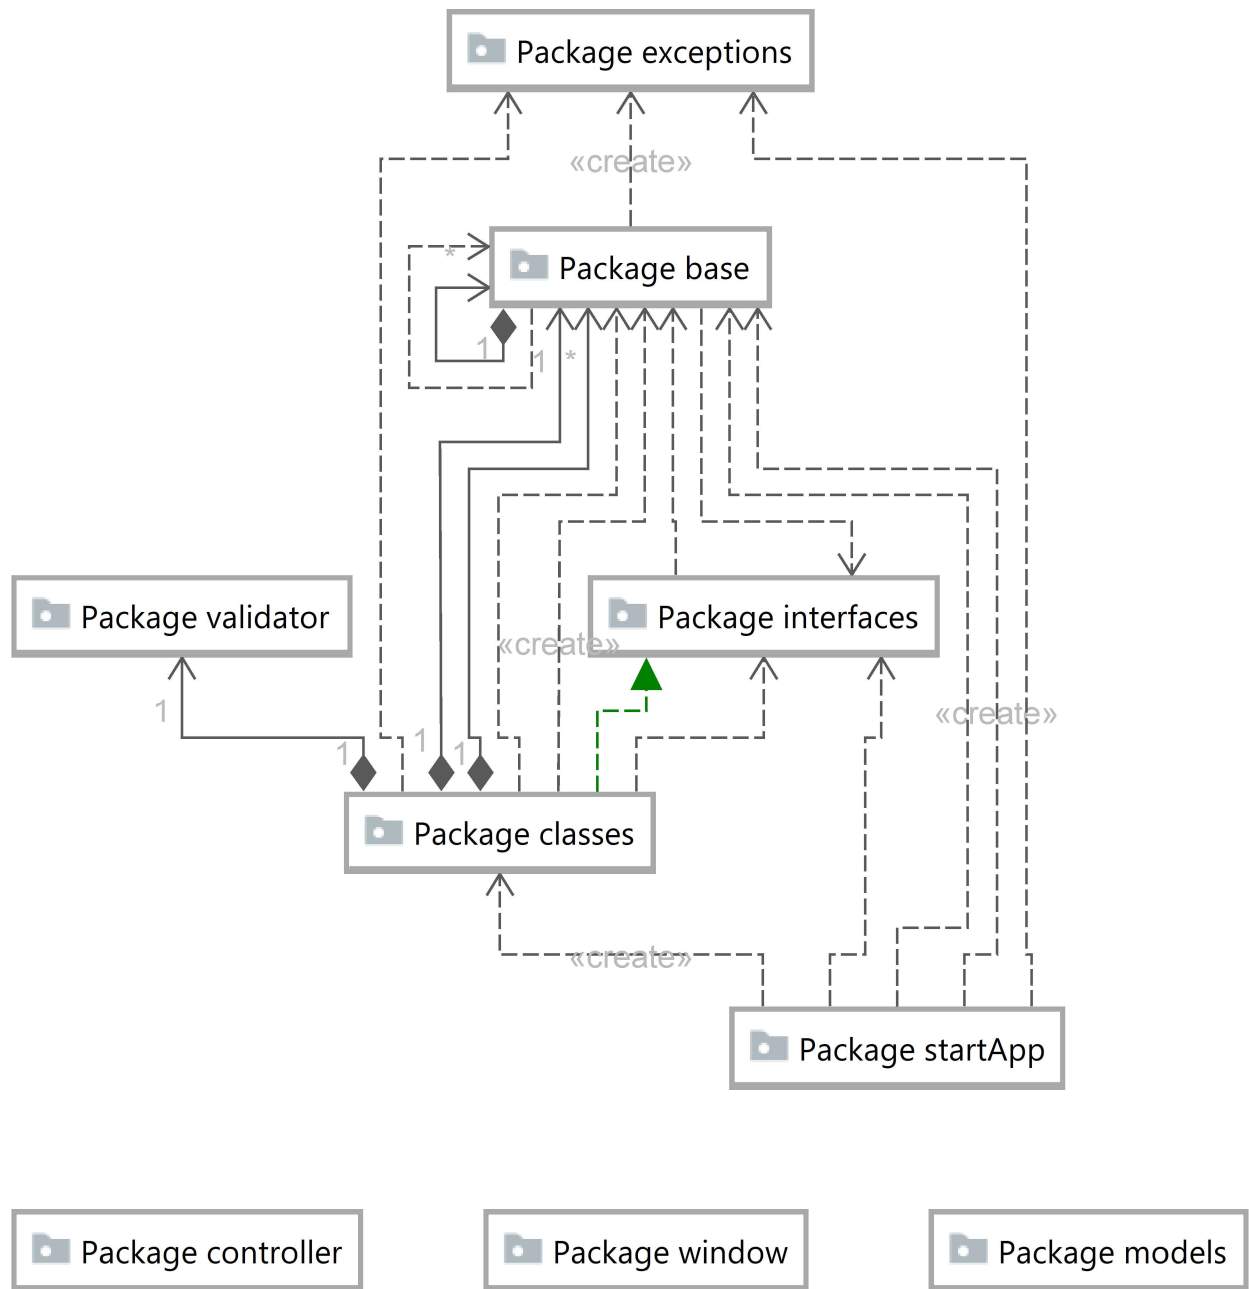 Package exceptions
«create»
Package base
*
1
1
*
Package validator
Package interfaces
«create»
1
«create»
1
1
1
Package classes
«create»
Package startApp
Package controller
Package window
Package models